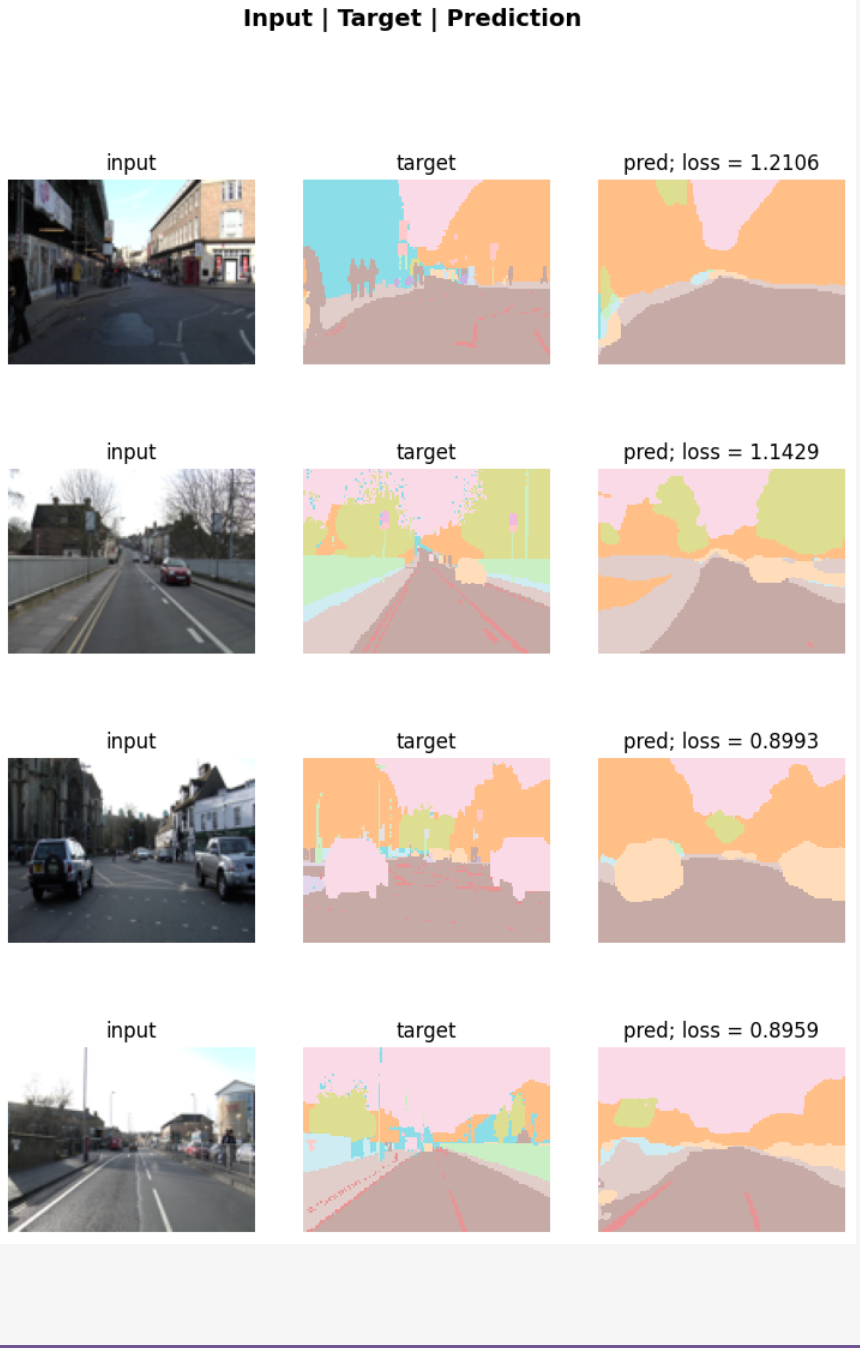 Input | Target | Prediction
input target pred; loss = 1.2106
input target pred; loss = 1.1429
input target pred; loss = 0.8993
input target pred; loss = 0.8959